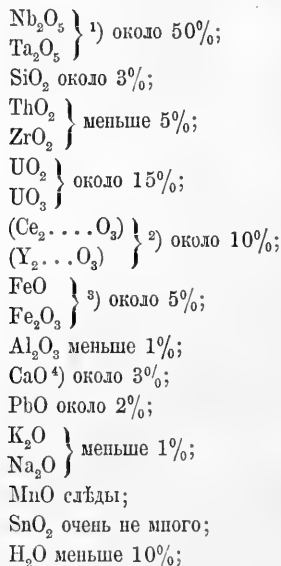 Nb₂O₅
Ta₂O₅ } ¹) около 50%;
SiO₂ около 3%;
ThO₂
ZrO₂ } меньше 5%;
UO₂
UO₃ } около 15%;
(Ce₂....O₃)
(Y₂...O₃) } ²) около 10%;
FeO
Fe₂O₃ } ³) около 5%;
Al₂O₃ меньше 1%;
CaO ⁴) около 3%;
PbO около 2%;
K₂O
Na₂O } меньше 1%;
MnO слѣды;
SnO₂ очень не много;
H₂O меньше 10%;